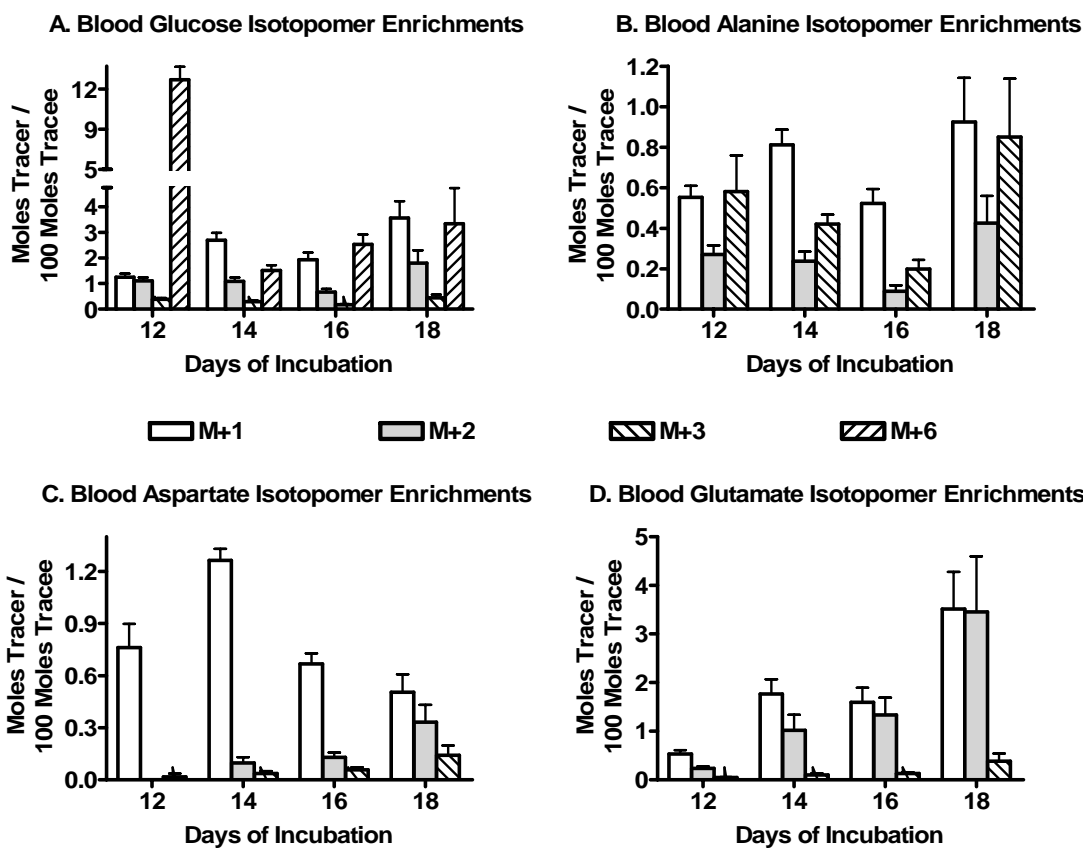 A. Blood Glucose Isotopomer Enrichments
Moles Tracer /
100 Moles Tracee
12
9
5
4
3
2
1
0
12 14 16 18
Days of Incubation
B. Blood Alanine Isotopomer Enrichments
Moles Tracer /
100 Moles Tracee
1.2
1.0
0.8
0.6
0.4
0.2
0.0
12 14 16 18
Days of Incubation
M+1 M+2 M+3 M+6
C. Blood Aspartate Isotopomer Enrichments
Moles Tracer /
100 Moles Tracee
1.2
0.9
0.6
0.3
0.0
12 14 16 18
Days of Incubation
D. Blood Glutamate Isotopomer Enrichments
Moles Tracer /
100 Moles Tracee
5
4
3
2
1
0
12 14 16 18
Days of Incubation